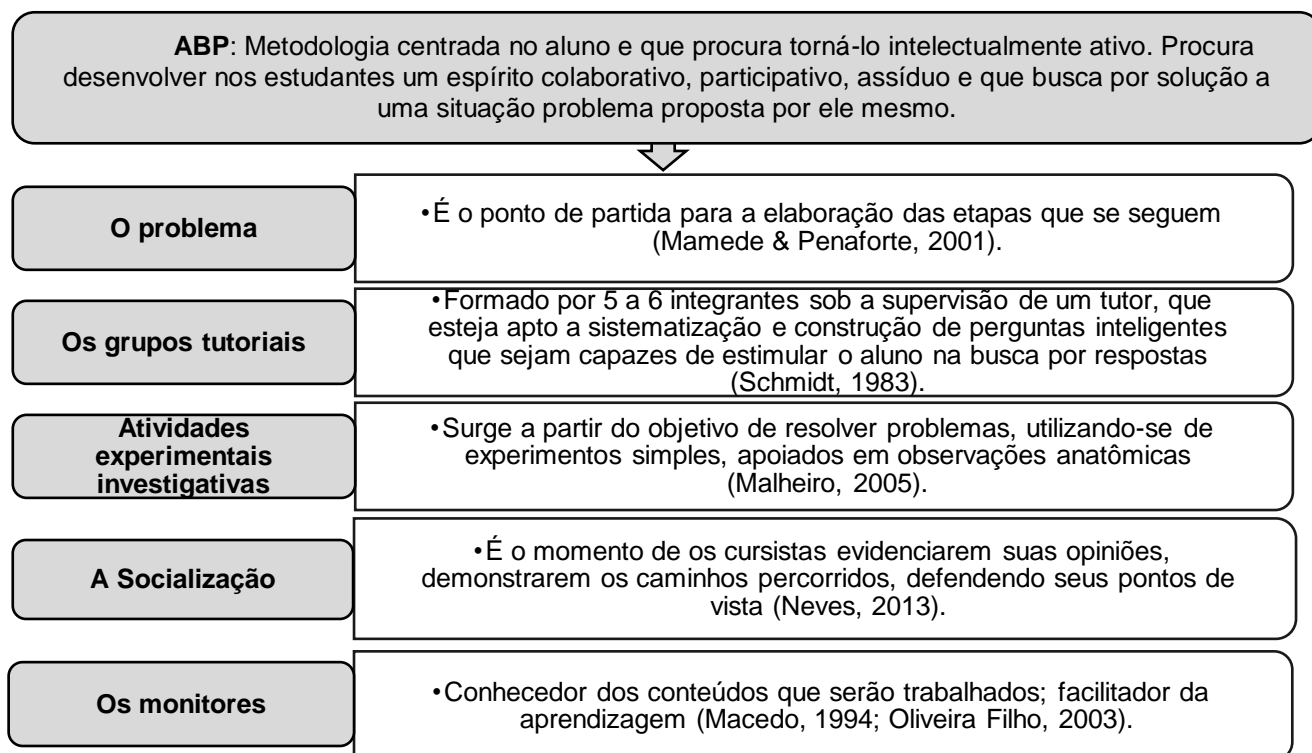 ABP: Metodologia centrada no aluno e que procura torná-lo intelectualmente ativo. Procura
desenvolver nos estudantes um espírito colaborativo, participativo, assíduo e que busca por solução a
uma situação problema proposta por ele mesmo.
O problema
•É o ponto de partida para a elaboração das etapas que se seguem
(Mamede & Penaforte, 2001).
Os grupos tutoriais
•Formado por 5 a 6 integrantes sob a supervisão de um tutor, que
esteja apto a sistematização e construção de perguntas inteligentes
que sejam capazes de estimular o aluno na busca por respostas
(Schmidt, 1983).
Atividades
experimentais
investigativas
•Surge a partir do objetivo de resolver problemas, utilizando-se de
experimentos simples, apoiados em observações anatômicas
(Malheiro, 2005).
A Socialização
•É o momento de os cursistas evidenciarem suas opiniões,
demonstrarem os caminhos percorridos, defendendo seus pontos de
vista (Neves, 2013).
Os monitores
•Conhecedor dos conteúdos que serão trabalhados; facilitador da
aprendizagem (Macedo, 1994; Oliveira Filho, 2003).